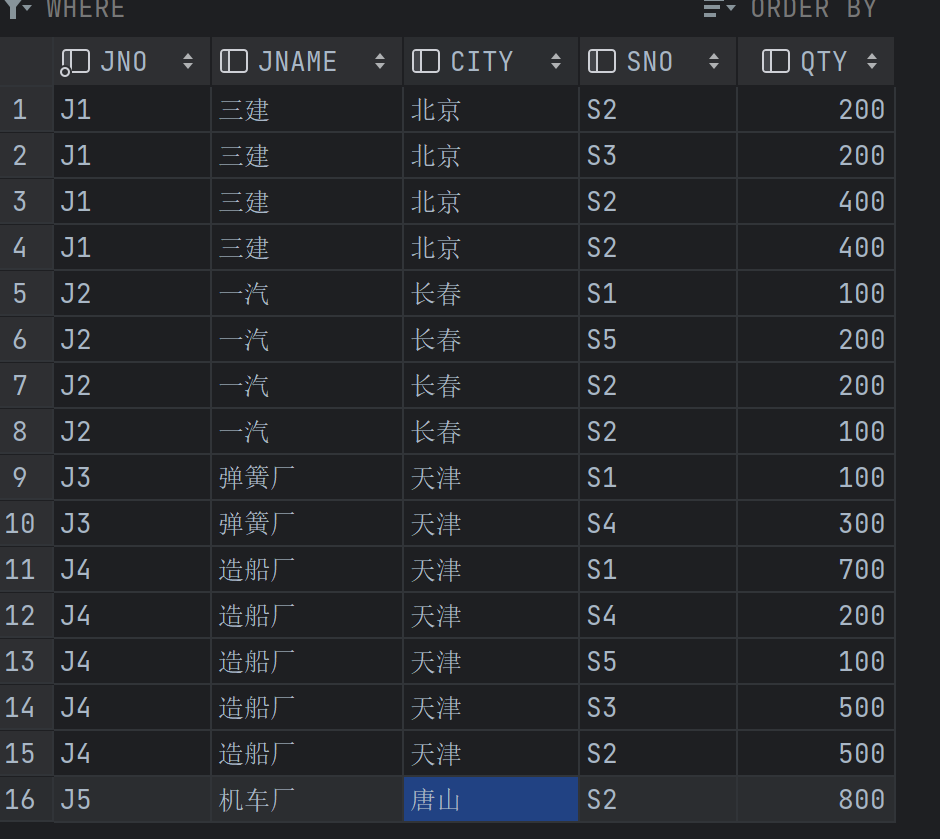 WHERE ORDER BY
JNO JNAME CITY SNO QTY
1 J1 三建 北京 S2 200
2 J1 三建 北京 S3 200
3 J1 三建 北京 S2 400
4 J1 三建 北京 S2 400
5 J2 一汽 长春 S1 100
6 J2 一汽 长春 S5 200
7 J2 一汽 长春 S2 200
8 J2 一汽 长春 S2 100
9 J3 弹簧厂 天津 S1 100
10 J3 弹簧厂 天津 S4 300
11 J4 造船厂 天津 S1 700
12 J4 造船厂 天津 S4 200
13 J4 造船厂 天津 S5 100
14 J4 造船厂 天津 S3 500
15 J4 造船厂 天津 S2 500
16 J5 机车厂 唐山 S2 800